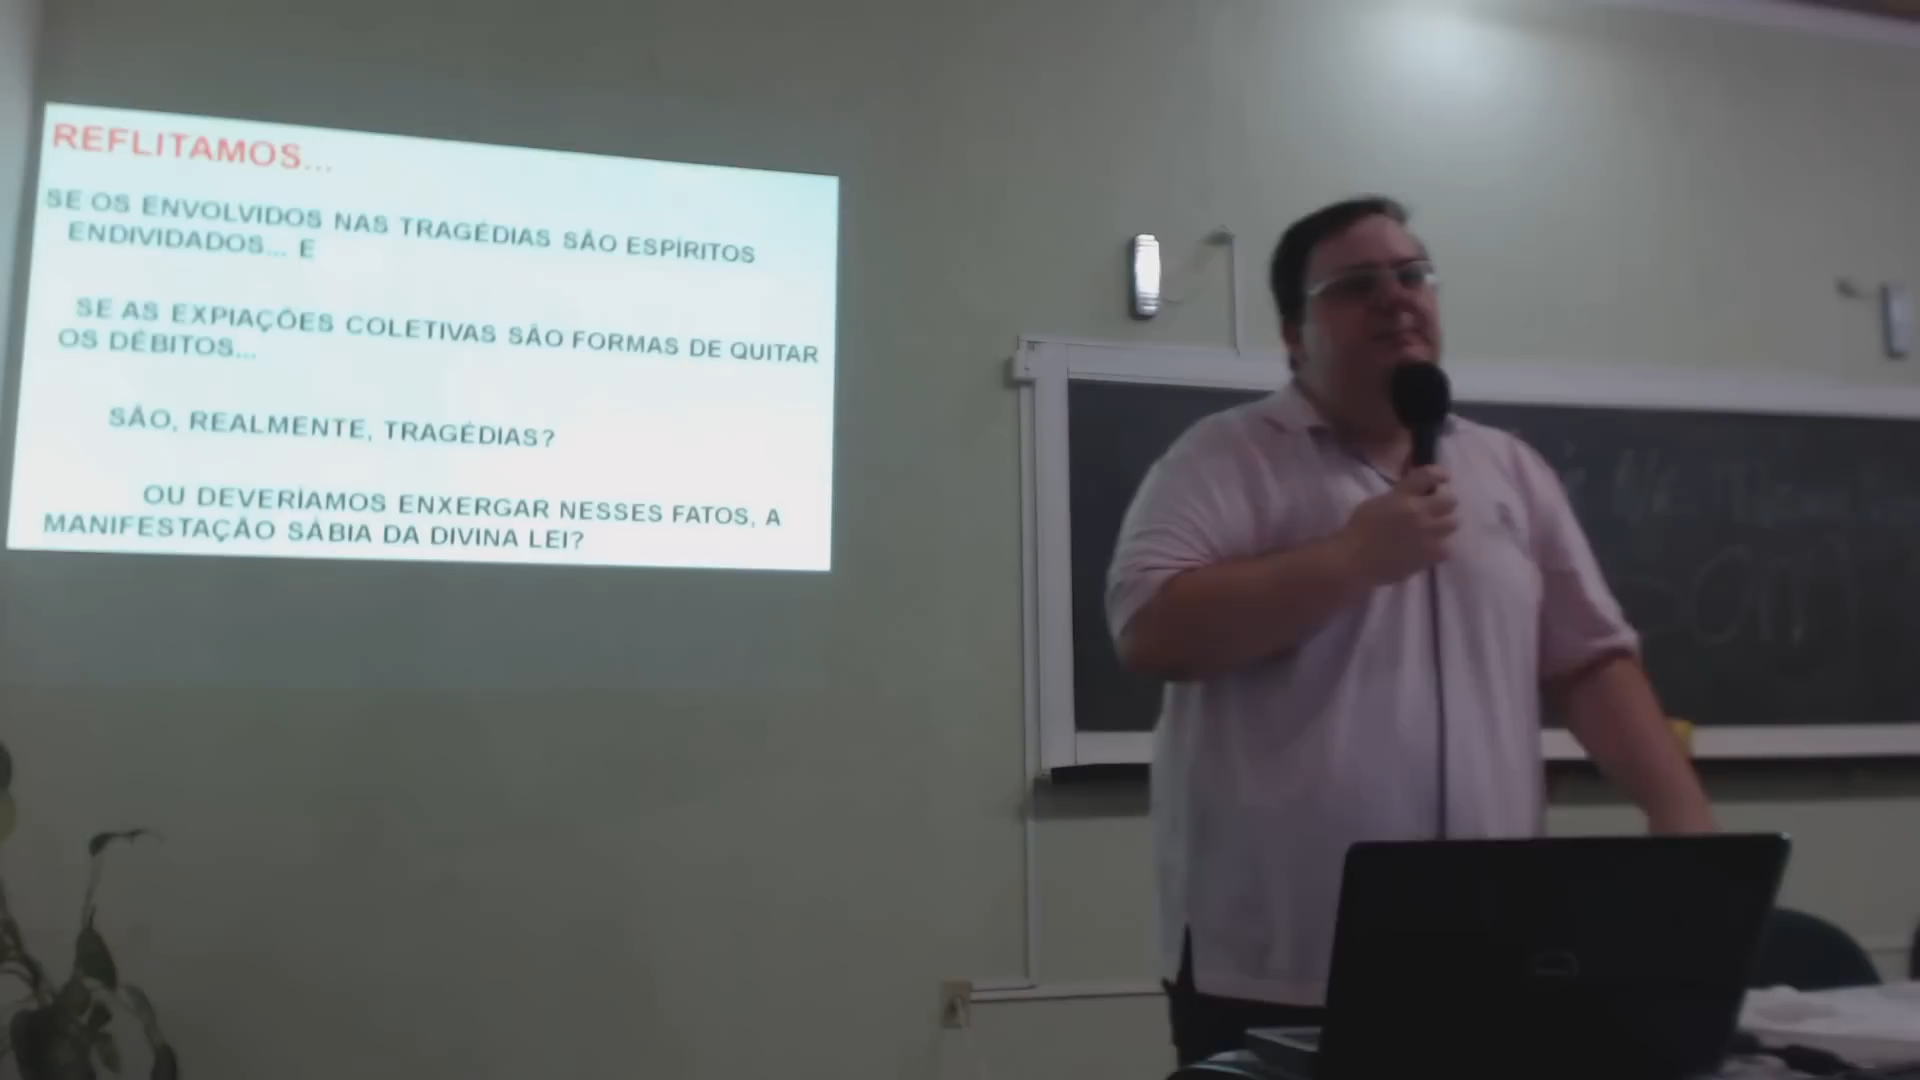 REFLITAMOS...
SE OS ENVOLVIDOS NAS TRAGÉDIAS SÃO ESPÍRITOS
ENDIVIDADOS... E
SE AS EXPIAÇÕES COLETIVAS SÃO FORMAS DE QUITAR
OS DÉBITOS...
SÃO, REALMENTE, TRAGÉDIAS?
OU DEVERÍAMOS ENXERGAR NESSES FATOS, A
MANIFESTAÇÃO SÁBIA DA DIVINA LEI?